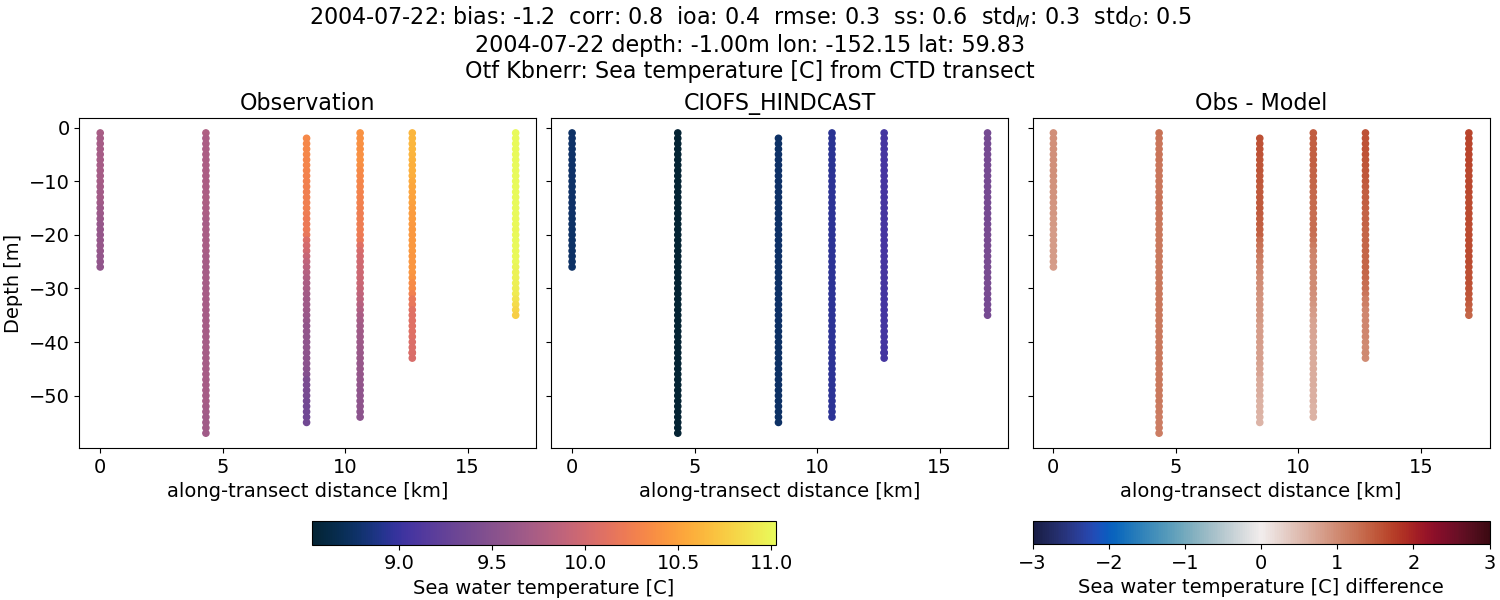 2004-07-22: bias: -1.2  corr: 0.8  ioa: 0.4  rmse: 0.3  ss: 0.6  std_M: 0.3  std_O: 0.5
2004-07-22 depth: -1.00m lon: -152.15 lat: 59.83
Otf Kbnerr: Sea temperature [C] from CTD transect
Observation
CIOFS_HINDCAST
Obs - Model
Depth [m]
0
−10
−20
−30
−40
−50
0 5 10 15
0 5 10 15
0 5 10 15
along-transect distance [km]
along-transect distance [km]
along-transect distance [km]
9.0 9.5 10.0 10.5 11.0
Sea water temperature [C]
−3 −2 −1 0 1 2 3
Sea water temperature [C] difference